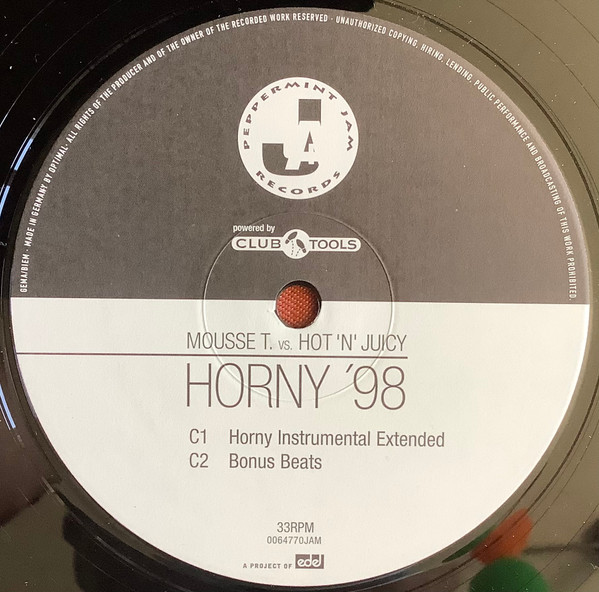 GEMA/BIEM · MADE IN GERMANY BY OPTIMAL· ALL RIGHTS OF THE PRODUCER AND OF THE OWNER OF THE RECORDED WORK RESERVED · UNAUTHORIZED COPYING, HIRING, LENDING, PUBLIC PERFORMANCE AND BROADCASTING OF THIS WORK PROHIBITED.
PEPPERMINT JAM
JA
RECORDS
powered by
CLUB TOOLS
MOUSSE T. vs. HOT 'N' JUICY
HORNY ´98
C1 Horny Instrumental Extended
C2 Bonus Beats
33RPM
0064770JAM
A PROJECT OF edel